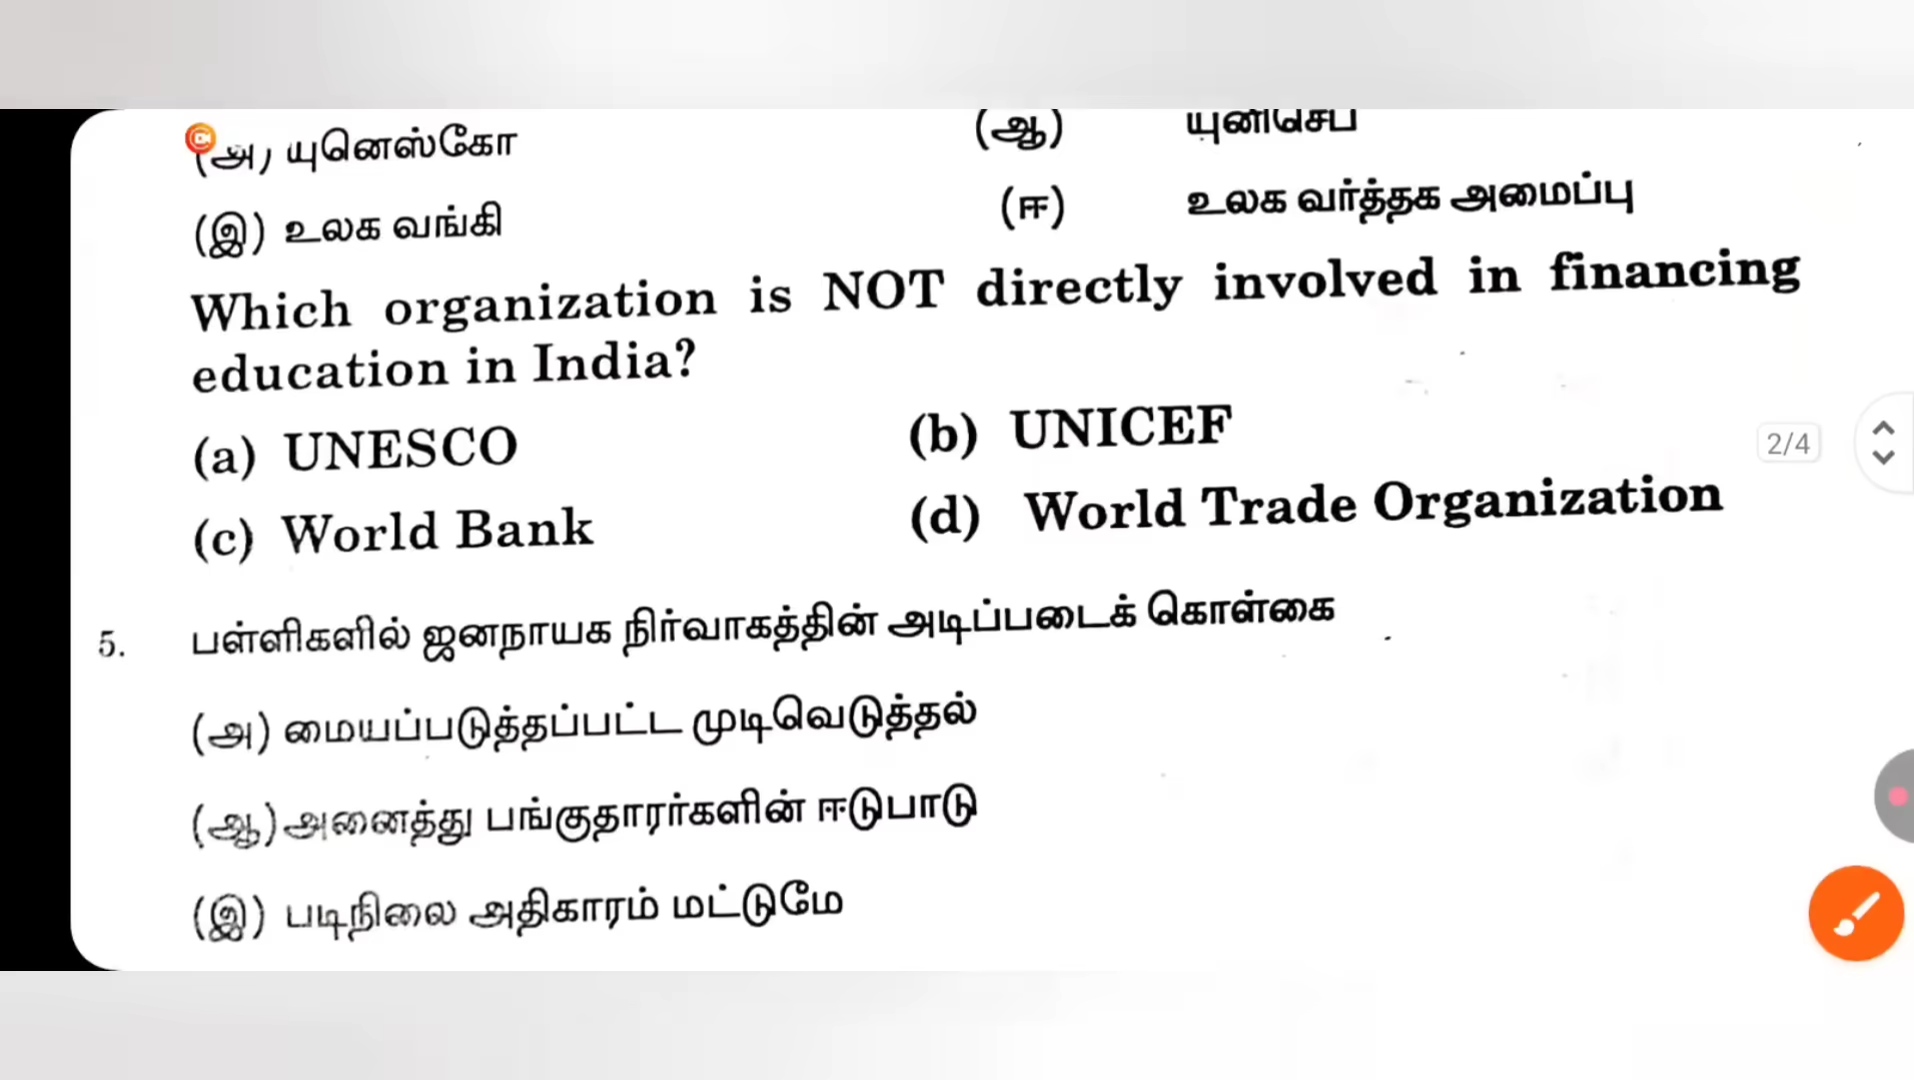 (அ) யுனெஸ்கோ (ஆ) யுனிசெப்
(இ) உலக வங்கி (ஈ) உலக வர்த்தக அமைப்பு
Which organization is NOT directly involved in financing
education in India?
(a) UNESCO (b) UNICEF
(c) World Bank (d) World Trade Organization
2/4
5. பள்ளிகளில் ஜனநாயக நிர்வாகத்தின் அடிப்படைக் கொள்கை
(அ) மையப்படுத்தப்பட்ட முடிவெடுத்தல்
(ஆ) அனைத்து பங்குதாரர்களின் ஈடுபாடு
(இ) படிநிலை அதிகாரம் மட்டுமே